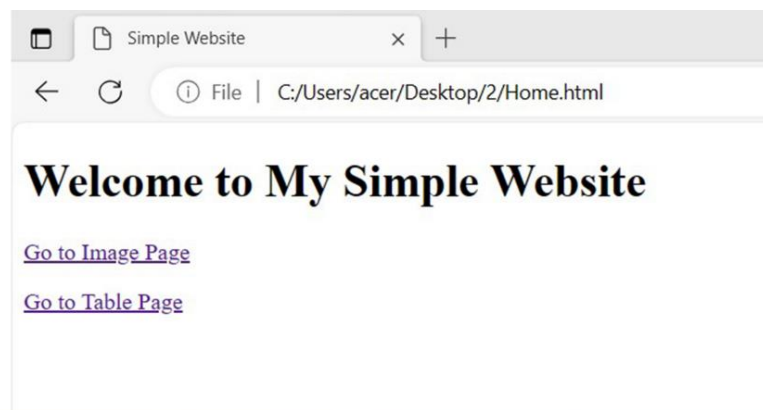 Simple Website
File | C:/Users/acer/Desktop/2/Home.html
Welcome to My Simple Website
Go to Image Page
Go to Table Page